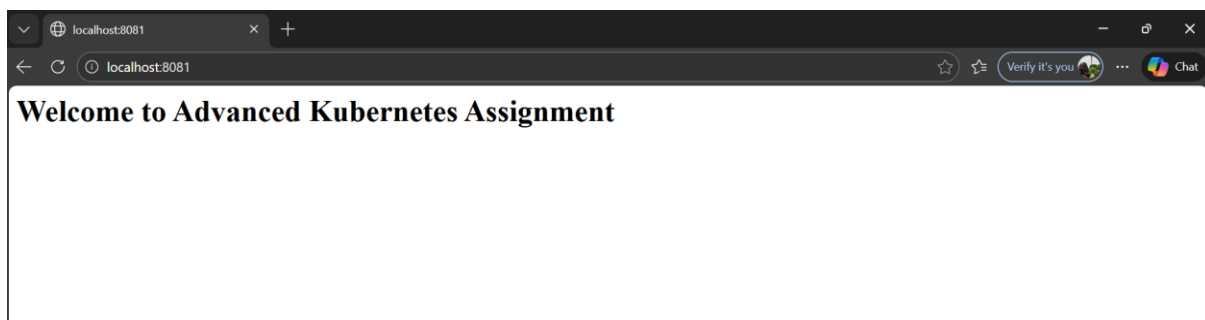 localhost:8081
localhost:8081
Verify it's you
Chat
Welcome to Advanced Kubernetes Assignment